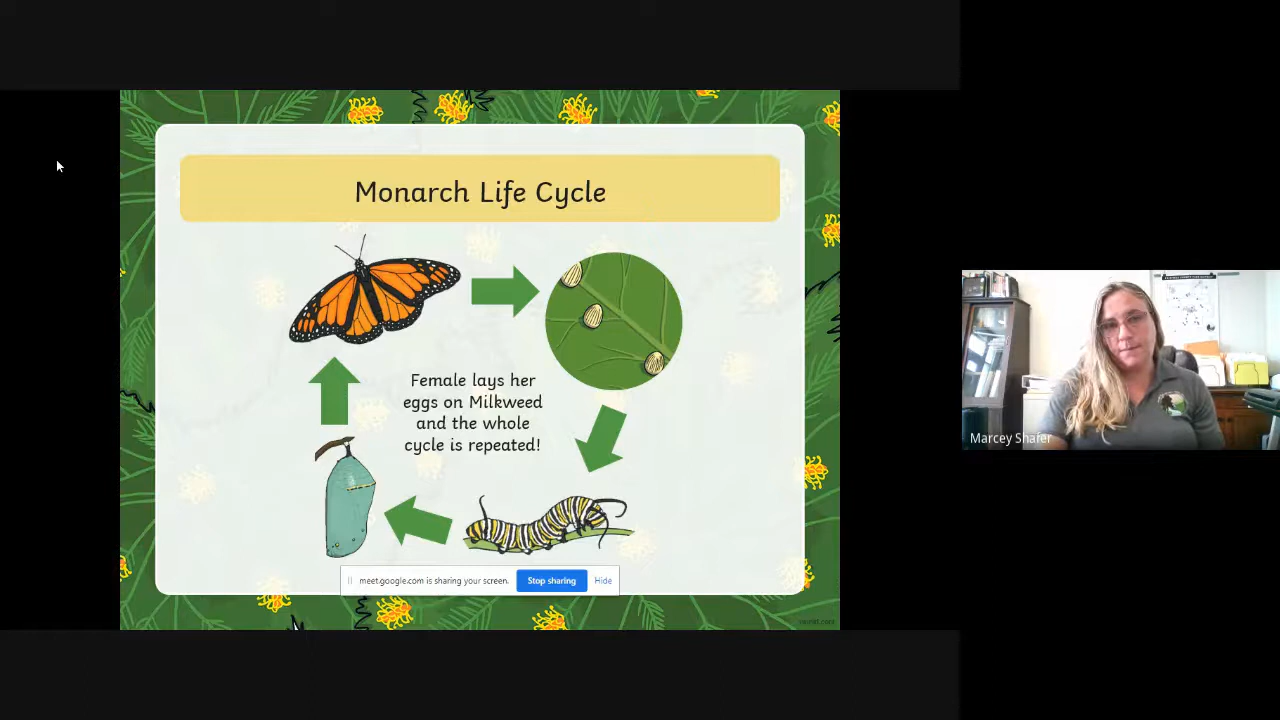 Monarch Life Cycle
Female lays her
eggs on Milkweed
and the whole
cycle is repeated!
meet.google.com is sharing your screen.
Stop sharing
Hide
Marcey Shafer